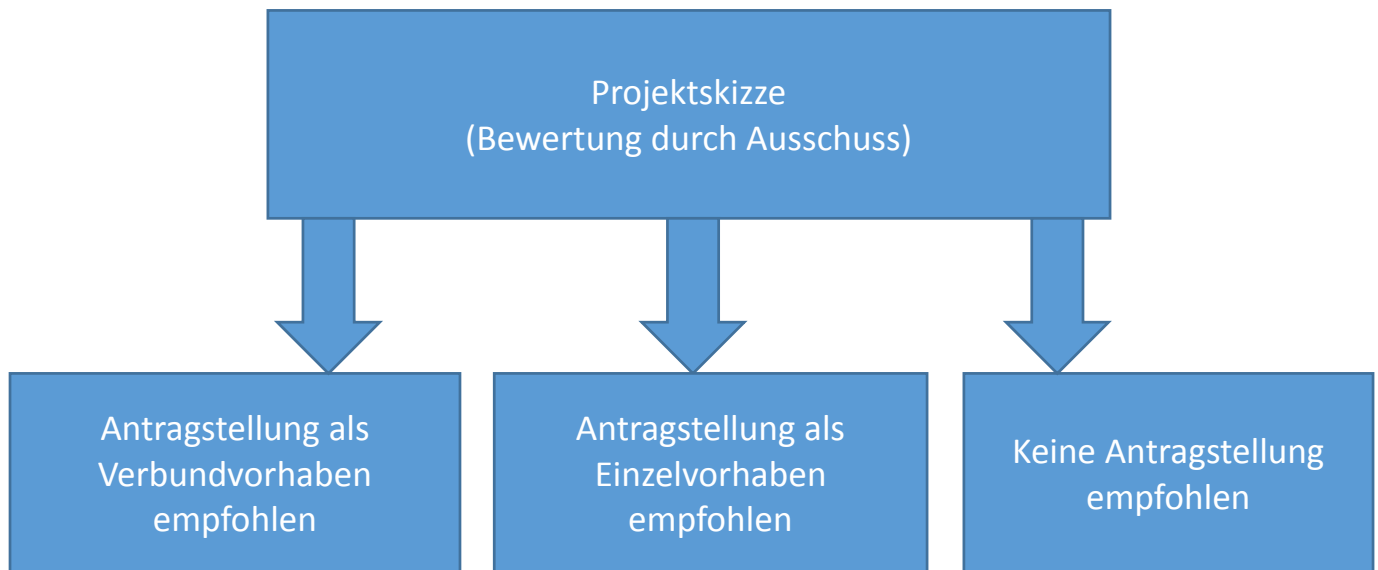 Projektskizze
(Bewertung durch Ausschuss)
Antragstellung als
Verbundvorhaben
empfohlen
Antragstellung als
Einzelvorhaben
empfohlen
Keine Antragstellung
empfohlen